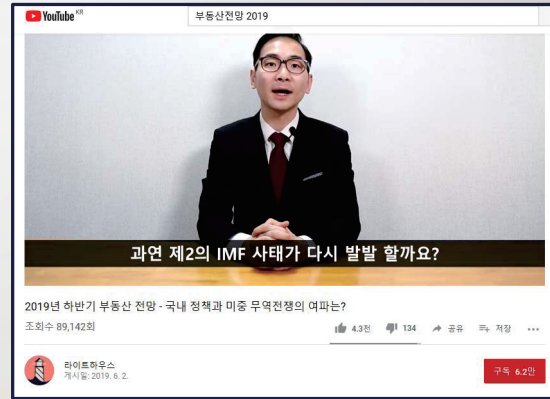 YouTube KR
부동산전망 2019
과연 제2의 IMF 사태가 다시 발발 할까요?
2019년 하반기 부동산 전망 - 국내 정책과 미중 무역전쟁의 여파는?
조회수 89,142회
4.3천 134 공유 저장
라이트하우스
게시일: 2019. 6. 2.
구독 6.2만